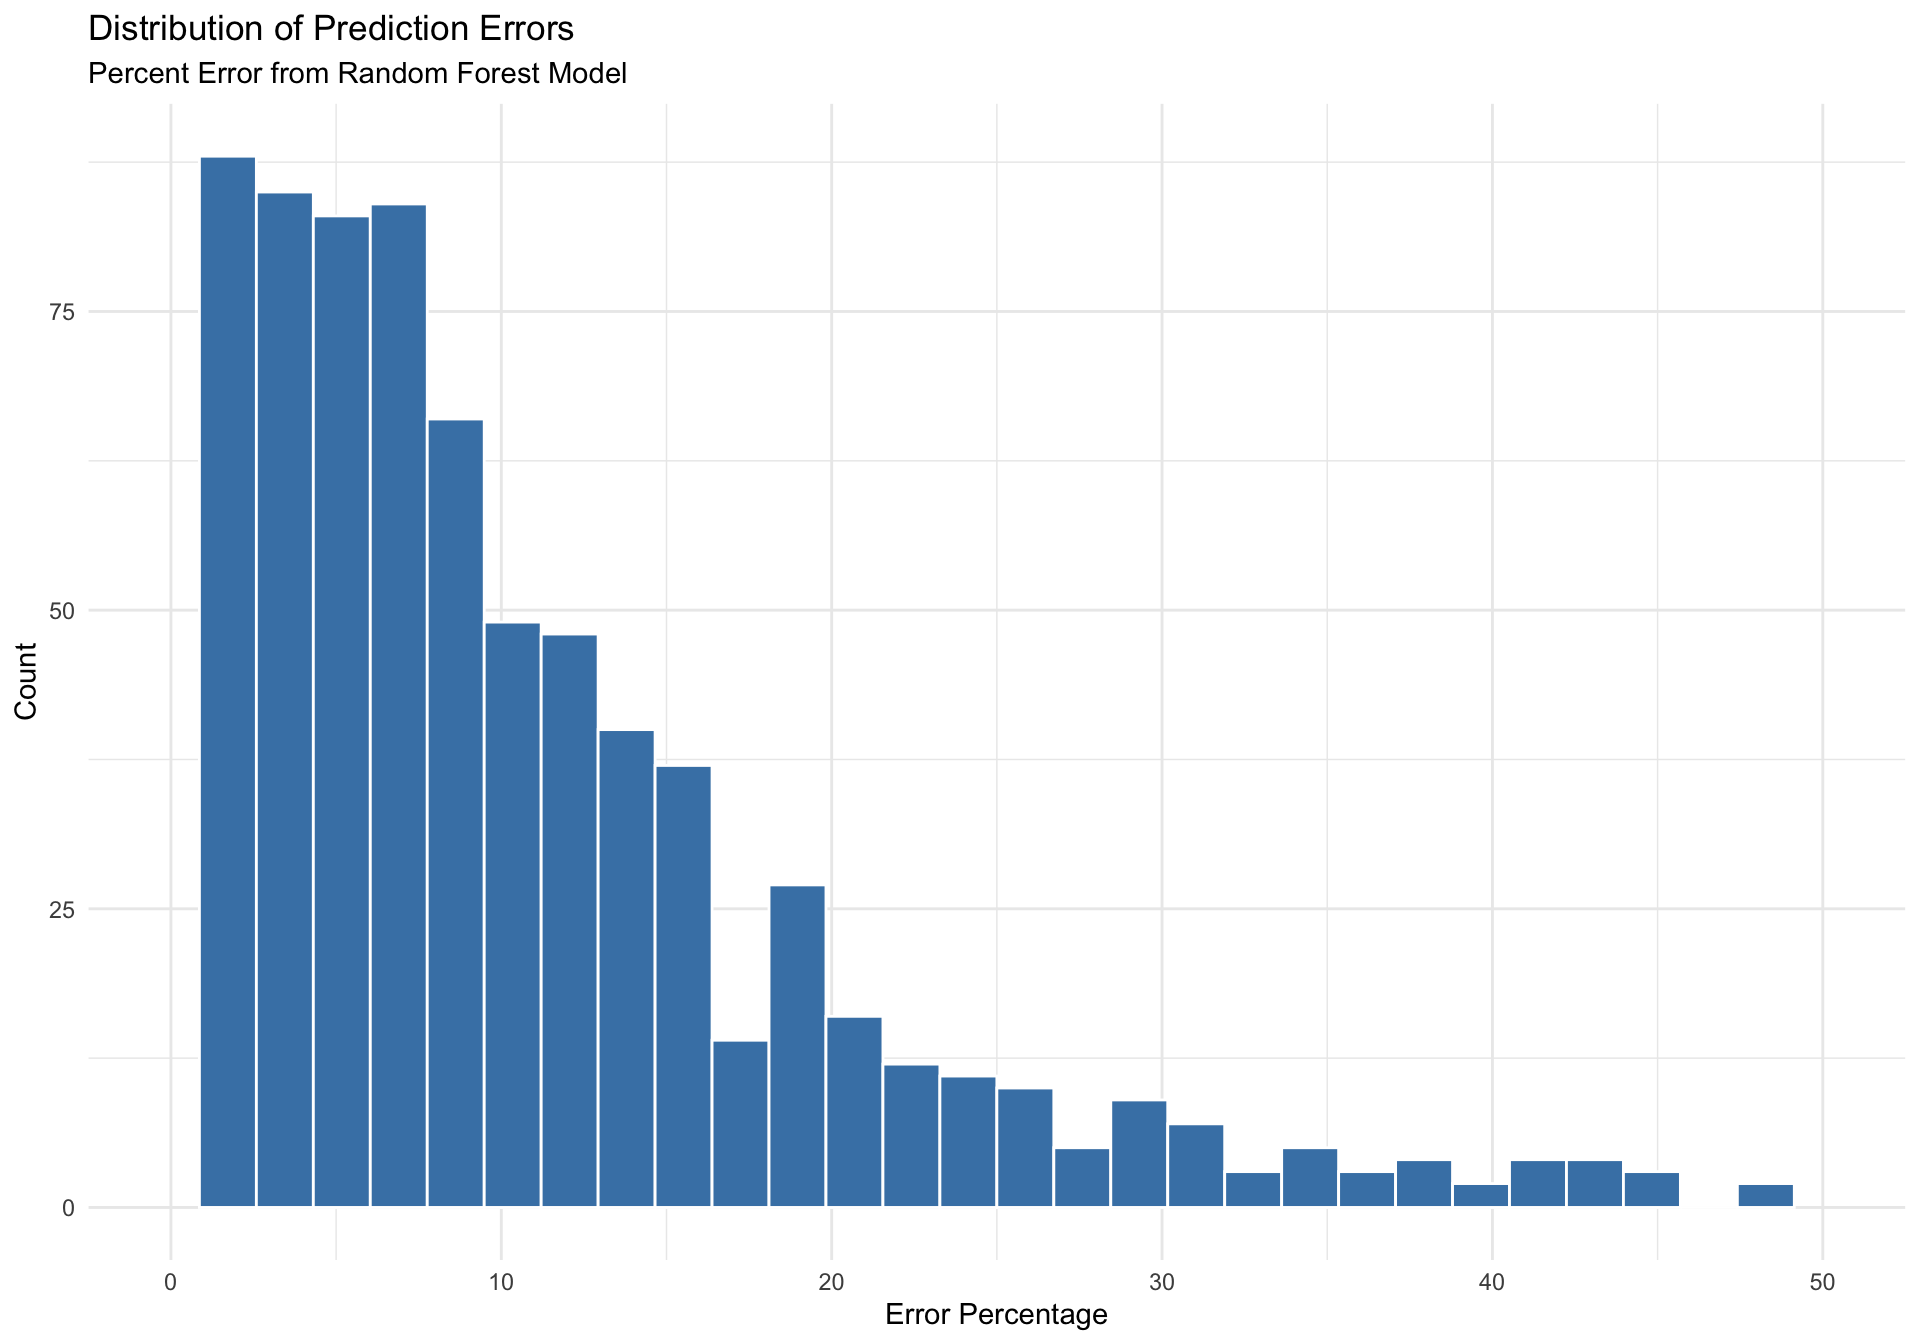 Distribution of Prediction Errors
Percent Error from Random Forest Model
75
50
25
0
Count
0 10 20 30 40 50
Error Percentage